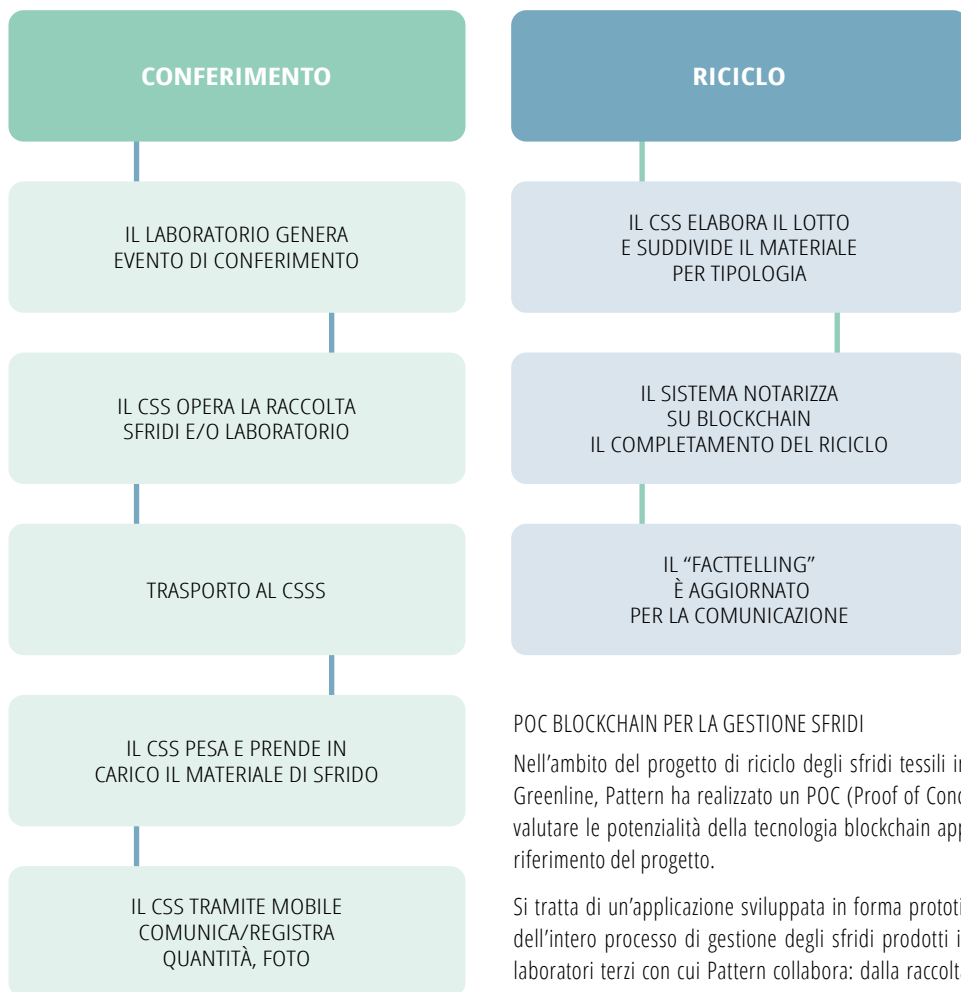 CONFERIMENTO
IL LABORATORIO GENERA
EVENTO DI CONFERIMENTO
IL CSS OPERA LA RACCOLTA
SFRIDI E/O LABORATORIO
TRASPORTO AL CSSS
IL CSS PESA E PRENDE IN
CARICO IL MATERIALE DI SFRIDO
IL CSS TRAMITE MOBILE
COMUNICA/REGISTRA
QUANTITÀ, FOTO
RICICLO
IL CSS ELABORA IL LOTTO
E SUDDIVIDE IL MATERIALE
PER TIPOLOGIA
IL SISTEMA NOTARIZZA
SU BLOCKCHAIN
IL COMPLETAMENTO DEL RICICLO
IL “FACTTELLING”
È AGGIORNATO
PER LA COMUNICAZIONE
POC BLOCKCHAIN PER LA GESTIONE SFRIDI
Nell’ambito del progetto di riciclo degli sfridi tessili
Greenline, Pattern ha realizzato un POC (Proof of
valutare le potenzialità della tecnologia blockchain
riferimento del progetto.
Si tratta di un’applicazione sviluppata in forma
dell’intero processo di gestione degli sfridi prodotti
laboratori terzi con cui Pattern collabora: dalla